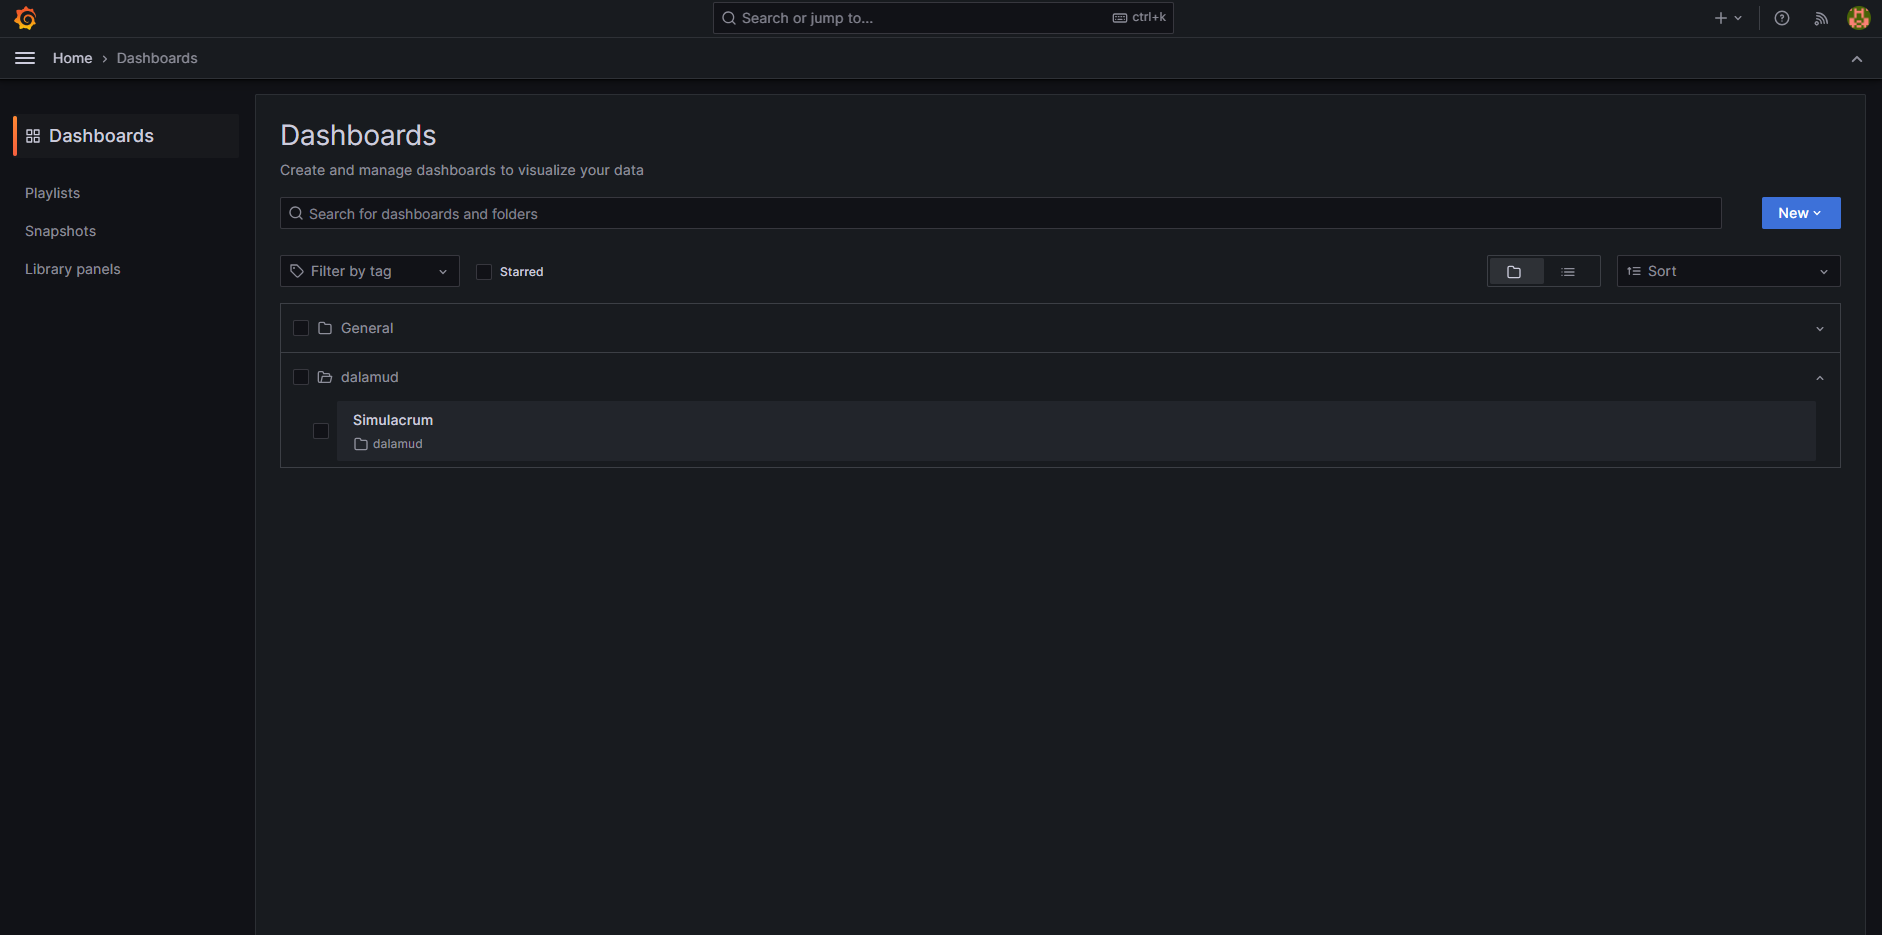 Search or jump to...
ctrl+k
Home
Dashboards
Dashboards
Playlists
Snapshots
Library panels
Dashboards
Create and manage dashboards to visualize your data
Search for dashboards and folders
New
Filter by tag
Starred
Sort
General
dalamud
Simulacrum
dalamud